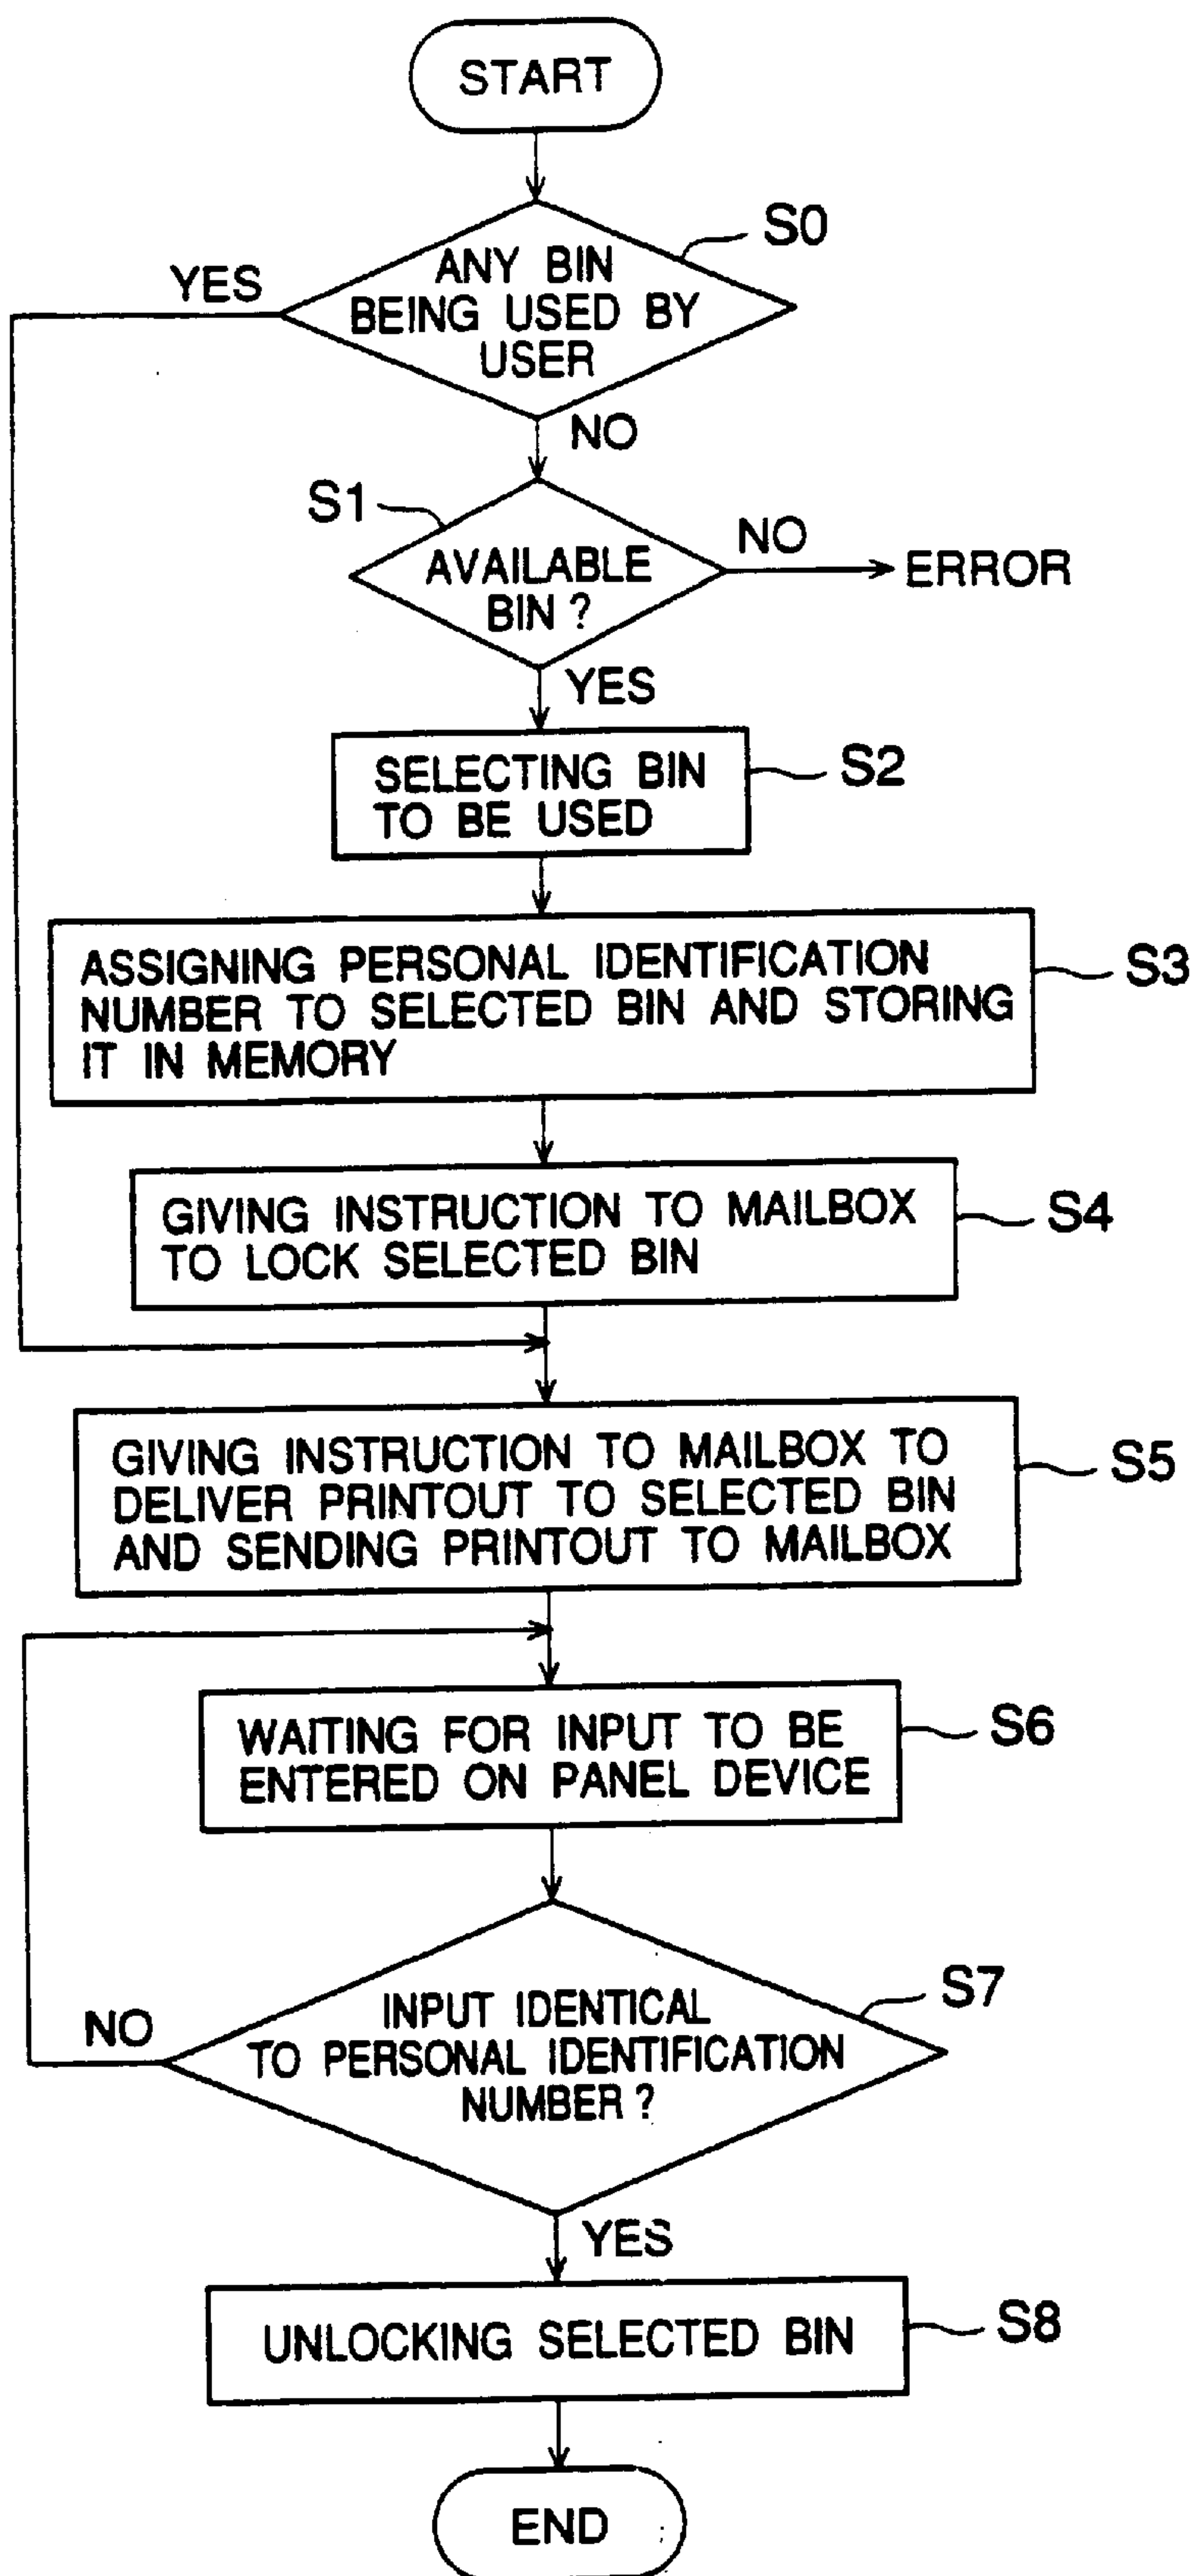 START
S0
YES
ANY BIN
BEING USED BY
USER
NO
S1
AVAILABLE
BIN ?
NO
ERROR
YES
SELECTING BIN
TO BE USED
S2
ASSIGNING PERSONAL IDENTIFICATION
NUMBER TO SELECTED BIN AND STORING
IT IN MEMORY
S3
GIVING INSTRUCTION TO MAILBOX
TO LOCK SELECTED BIN
S4
GIVING INSTRUCTION TO MAILBOX TO
DELIVER PRINTOUT TO SELECTED BIN
AND SENDING PRINTOUT TO MAILBOX
S5
WAITING FOR INPUT TO BE
ENTERED ON PANEL DEVICE
S6
S7
NO
INPUT IDENTICAL
TO PERSONAL IDENTIFICATION
NUMBER ?
YES
UNLOCKING SELECTED BIN
S8
END